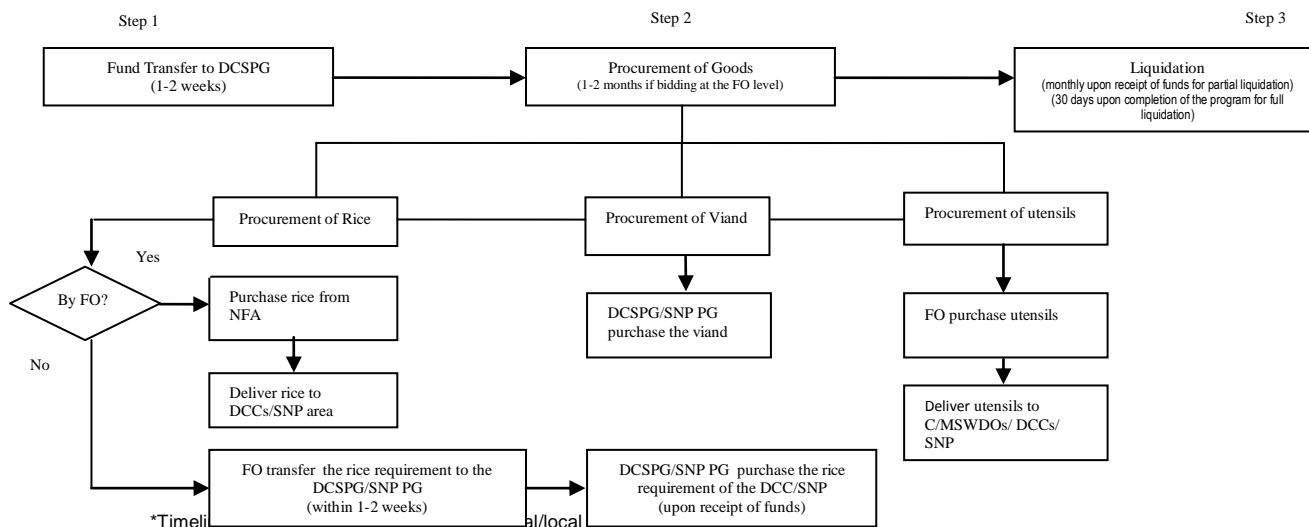 Step 1
Step 2
Step 3
Fund Transfer to DCSPG
(1-2 weeks)
Procurement of Goods
(1-2 months if bidding at the FO level)
Liquidation
(monthly upon receipt of funds for partial liquidation)
(30 days upon completion of the program for full
liquidation)
Procurement of Rice
Procurement of Viand
Procurement of utensils
Yes
By FO?
No
Purchase rice from
NFA
Deliver rice to
DCCs/SNP area
DCSPG/SNP PG
purchase the viand
FO purchase utensils
Deliver utensils to
C/MSWDOs/ DCCs/
SNP
FO transfer the rice requirement to the
DCSPG/SNP PG
(within 1-2 weeks)
DCSPG/SNP PG purchase the rice
requirement of the DCC/SNP
(upon receipt of funds)
al/local